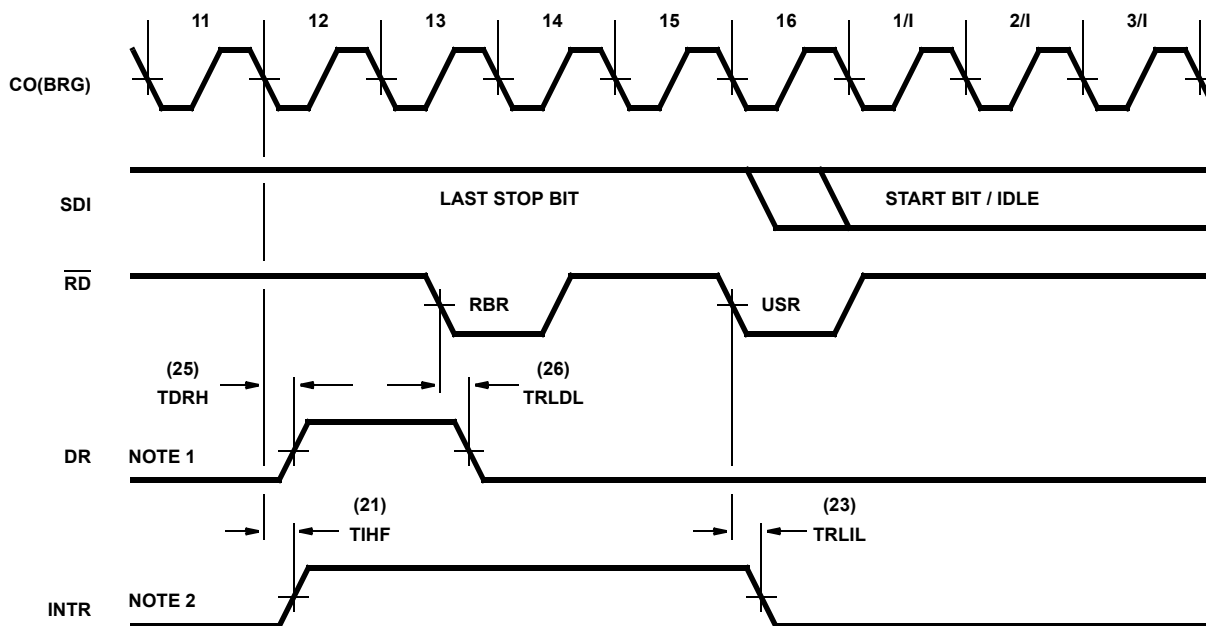 11 12 13 14 15 16 1/I 2/I 3/I
CO(BRG)
SDI LAST STOP BIT START BIT / IDLE
RD RBR USR
(25) (26)
TDRH TRLDL
DR NOTE 1
(21) (23)
TIHF TRLIL
INTR NOTE 2